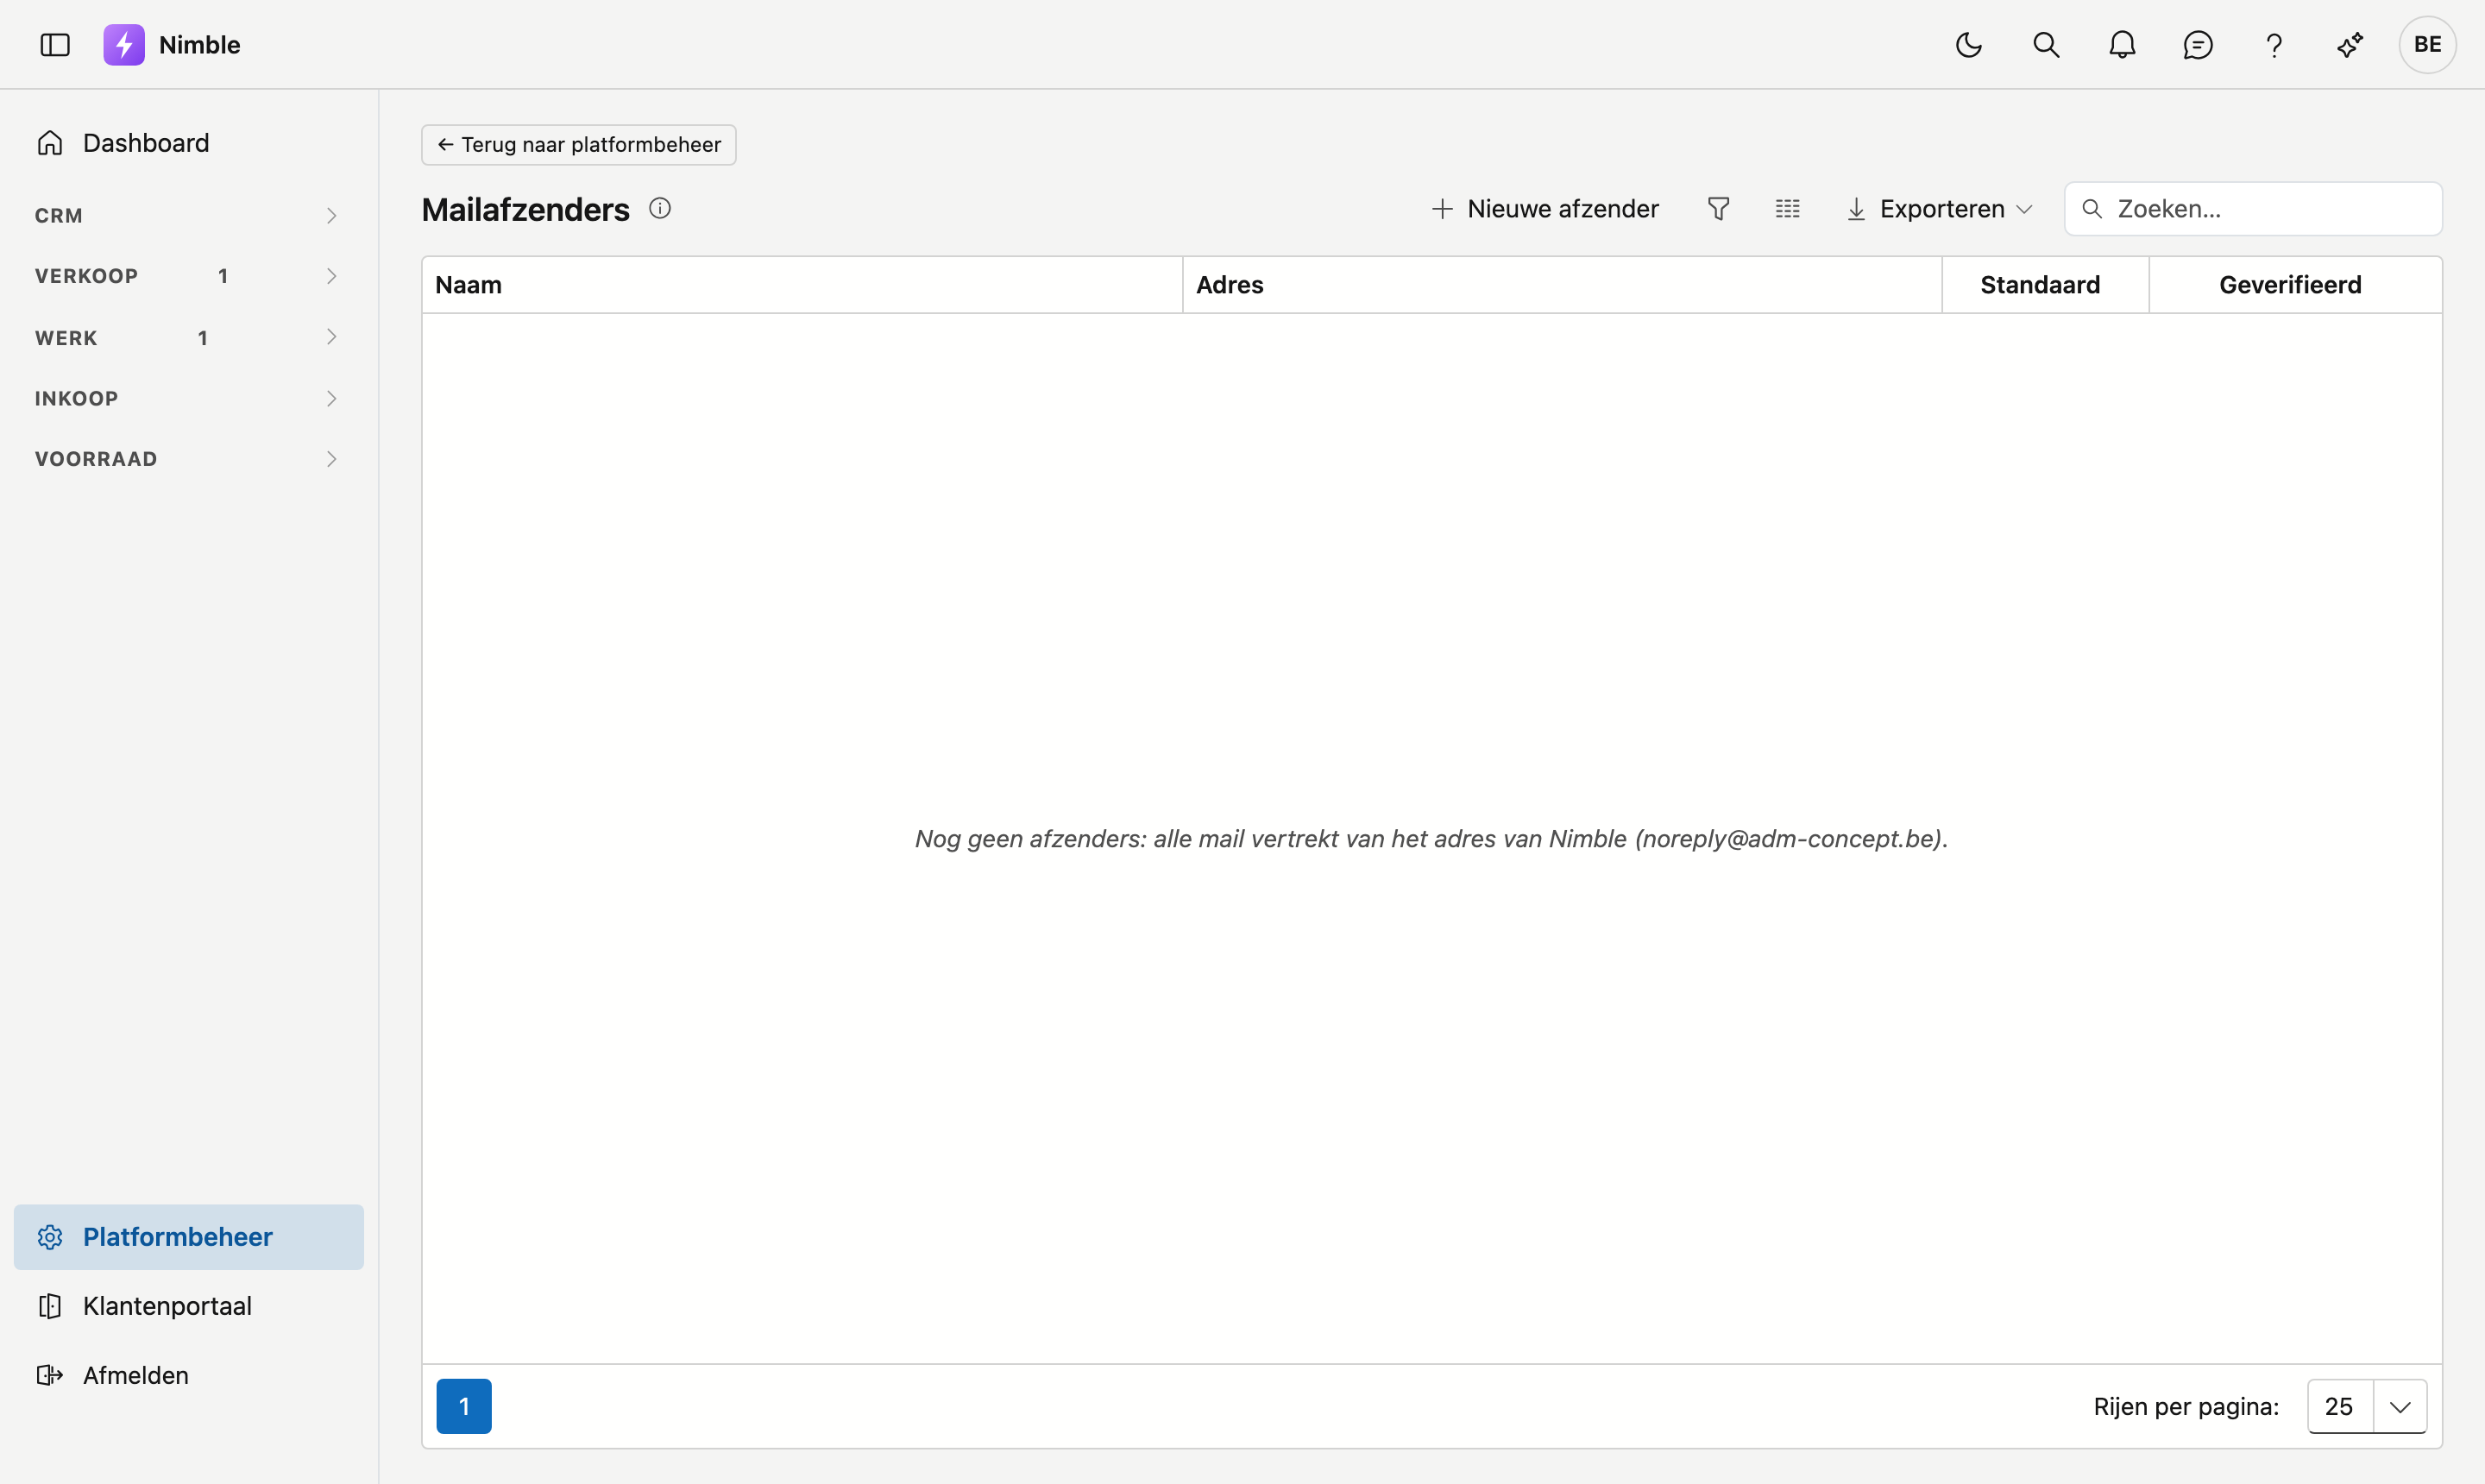 Nimble
BE
Dashboard
CRM
VERKOOP 1
WERK 1
INKOOP
VOORRAAD
Platformbeheer
Klantenportaal
Afmelden
← Terug naar platformbeheer
Mailafzenders
Nieuwe afzender
Exporteren
Zoeken...
Naam Adres Standaard Geverifieerd
Nog geen afzenders: alle mail vertrekt van het adres van Nimble (noreply@adm-concept.be).
1
Rijen per pagina: 25